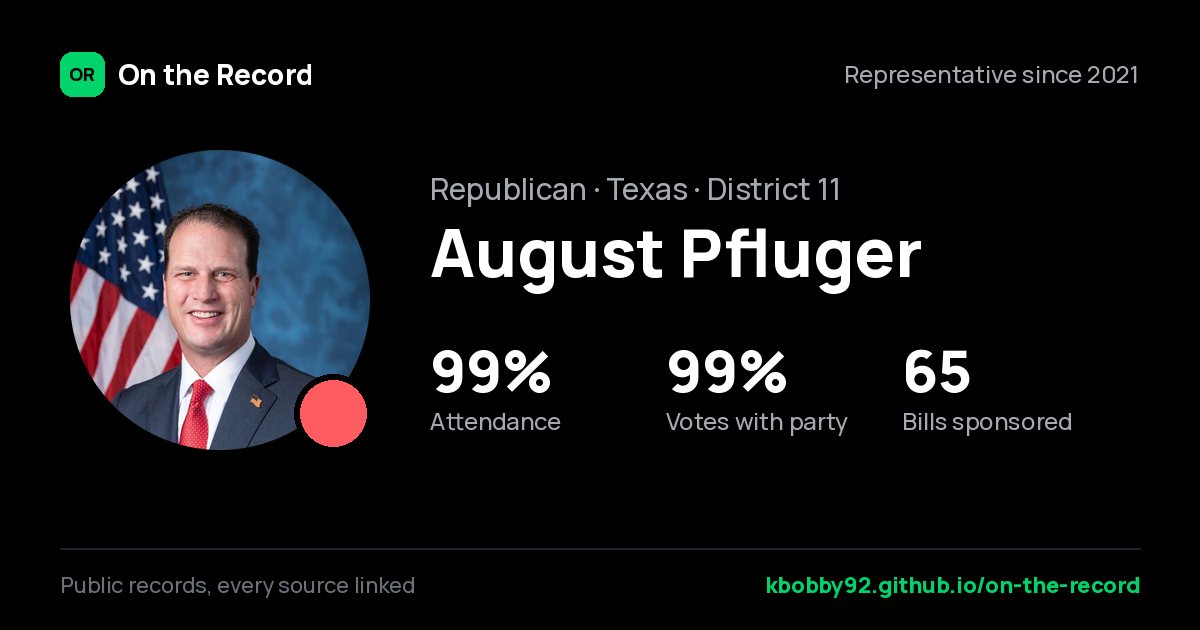 OR On the Record
Representative since 2021
Republican · Texas · District 11
August Pfluger
99% 99% 65
Attendance Votes with party Bills sponsored
Public records, every source linked
kbobby92.github.io/on-the-record